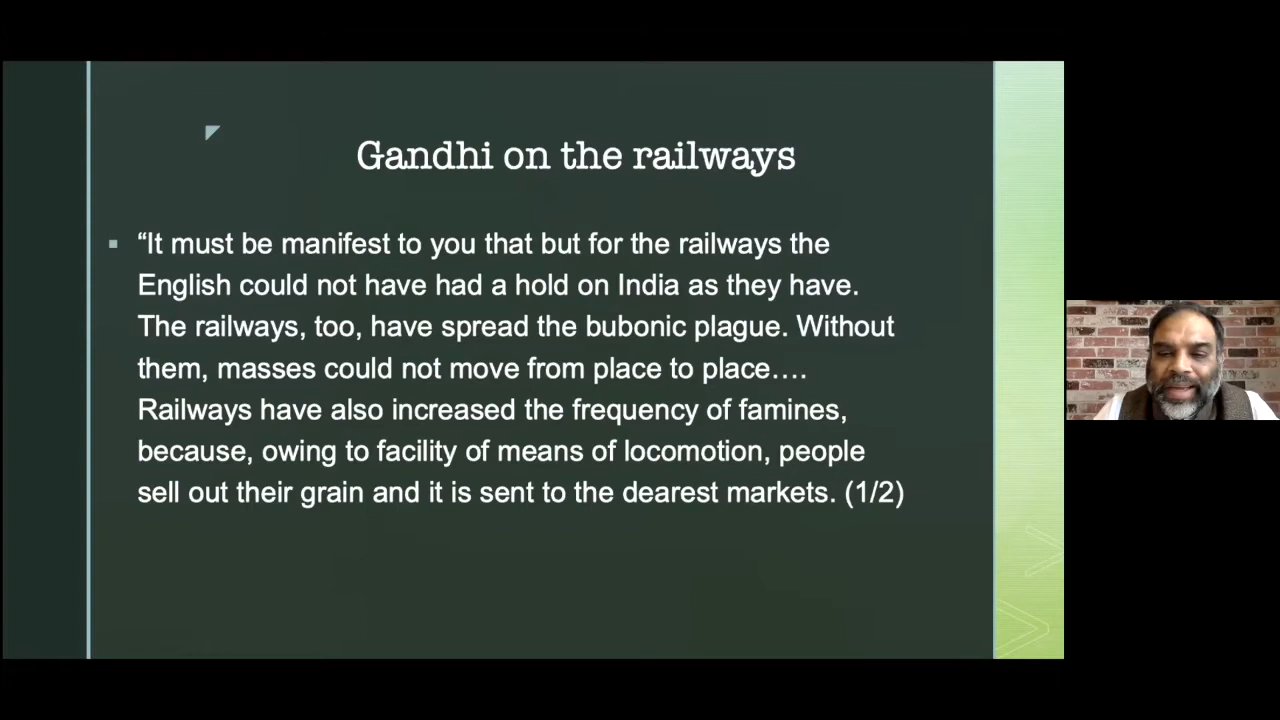 Gandhi on the railways
▪ “It must be manifest to you that but for the railways the
English could not have had a hold on India as they have.
The railways, too, have spread the bubonic plague. Without
them, masses could not move from place to place….
Railways have also increased the frequency of famines,
because, owing to facility of means of locomotion, people
sell out their grain and it is sent to the dearest markets. (1/2)